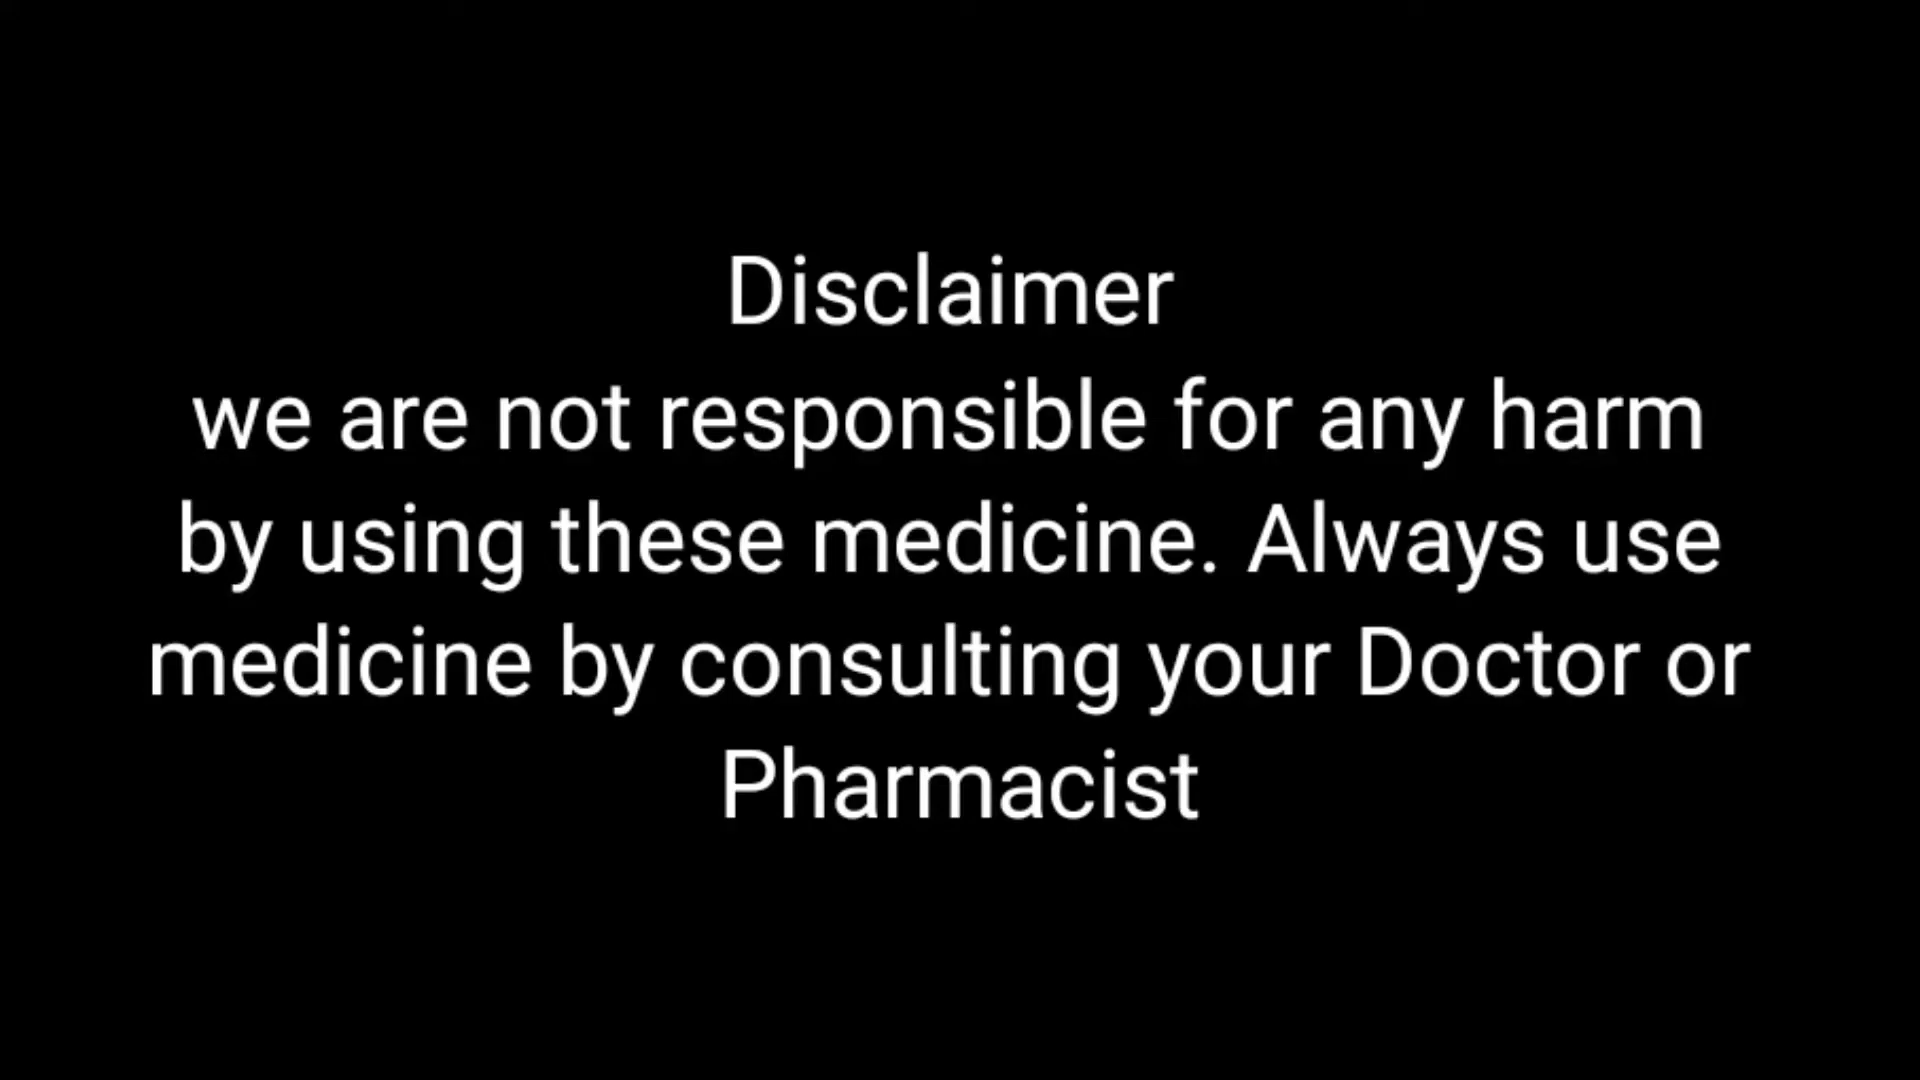 Disclaimer
we are not responsible for any harm
by using these medicine. Always use
medicine by consulting your Doctor or
Pharmacist